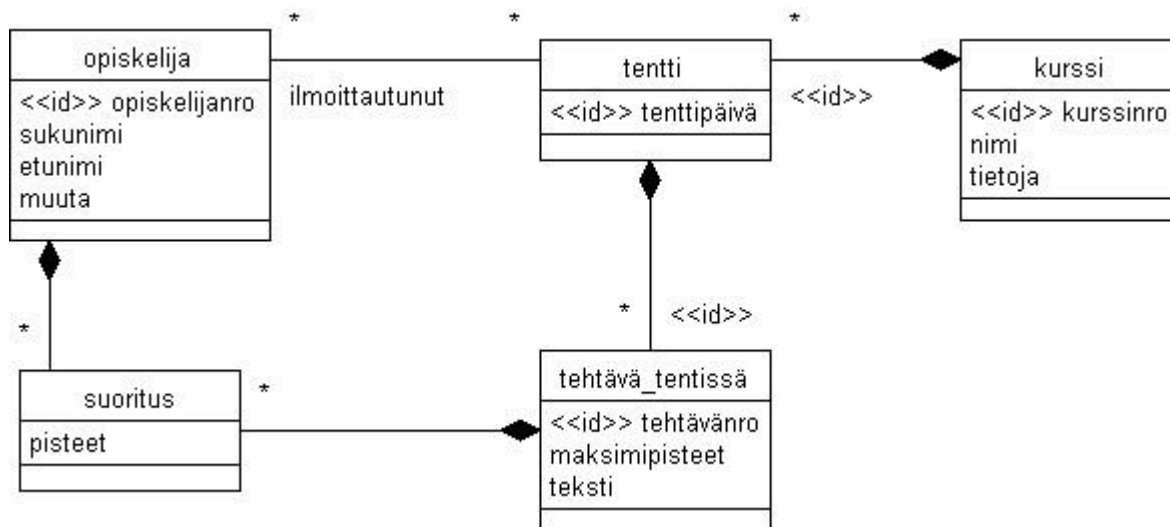 opiskelija
<<id>> opiskelijanro
sukunimi
etunimi
muuta
*
*
ilmoittautunut
tentti
<<id>> tenttipäivä
*
<<id>>
kurssi
<<id>> kurssinro
nimi
tietoja
*
*
<<id>>
suoritus
pisteet
*
tehtävä_tentissä
<<id>> tehtävänro
maksimipisteet
teksti